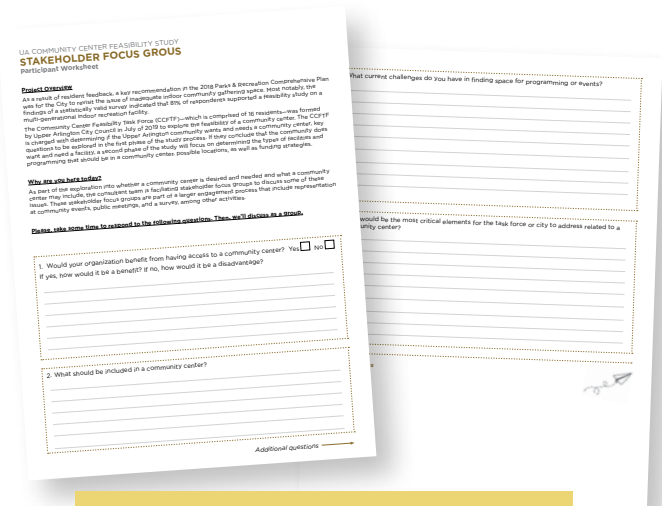 UA COMMUNITY CENTER FEASIBILITY STUDY
STAKEHOLDER FOCUS GROUS
Participant Worksheet
Project Overview
As a result of resident feedback, a key recommendation in the 2018 Parks & Recreation Comprehensive Plan
was for the City to revisit the issue of inadequate indoor community gathering space. Most notably, the
findings of a statistically valid survey indicated that 81% of respondents supported a feasibility study on a
multi-generational indoor recreation facility.
The Community Center Feasibility Task Force (CCFTF)—which is comprised of 16 residents—was formed
by Upper Arlington City Council in July of 2019 to explore the feasibility of a community center. The CCFTF
is charged with determining if the Upper Arlington community wants and needs a community center, key
questions to be explored in the first phase of the study process. If they conclude that the community does
want and need a facility, a second phase of the study will focus on determining the types of facilities and
programming that should be in a community center, possible locations, as well as funding strategies.
Why are you here today?
As part of the exploration into whether a community center is desired and needed and what a community
center may include, the consultant team is facilitating stakeholder focus groups to discuss some of these
issues. These stakeholder focus groups are part of a larger engagement process that include representation
at community events, public meetings, and a survey, among other activities.
Please, take some time to respond to the following questions. Then, we'll discuss as a group.
1. Would your organization benefit from having access to a community center? Yes No
If yes, how would it be a benefit? If no, how would it be a disadvantage?
2. What should be included in a community center?
Additional questions
hat current challenges do you have in finding space for programming or events?
would be the most critical elements for the task force or city to address related to a
unity center?